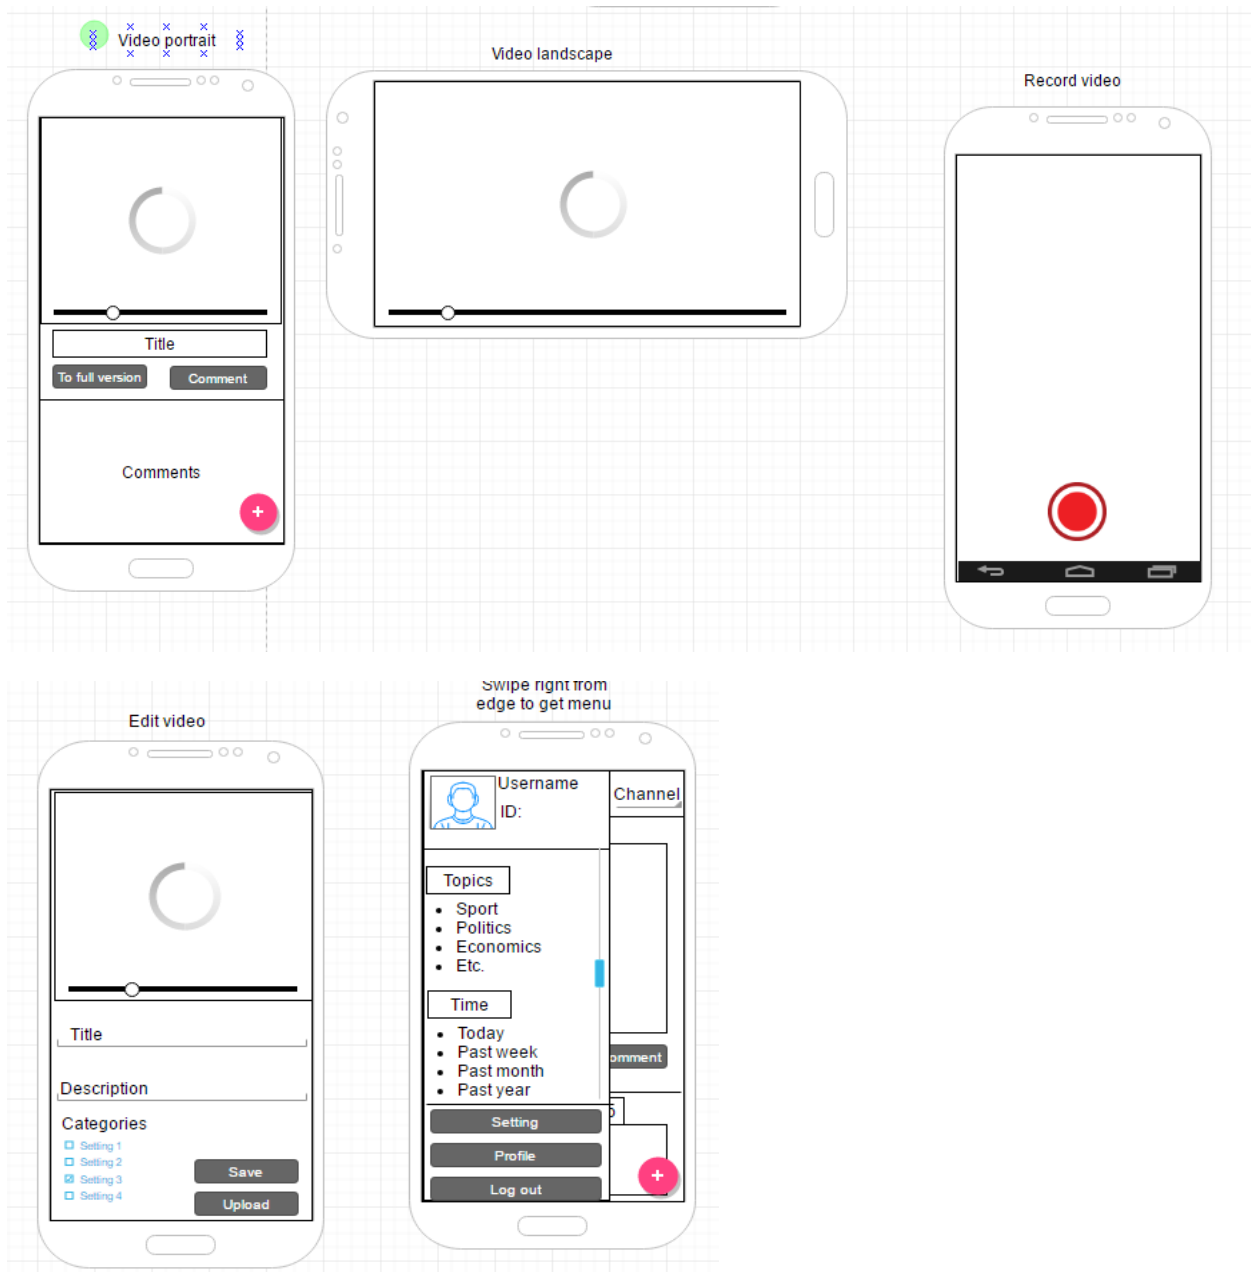 Video portrait
Video landscape
Record video
Title
To full version
Comment
Comments
+
Edit video
Title
Description
Categories
Setting 1
Setting 2
Setting 3
Setting 4
Save
Upload
Swipe right from
edge to get menu
Username
ID:
Channel
Topics
• Sport
• Politics
• Economics
• Etc.
Time
• Today
• Past week
• Past month
• Past year
omment
Setting
Profile
Log out
+